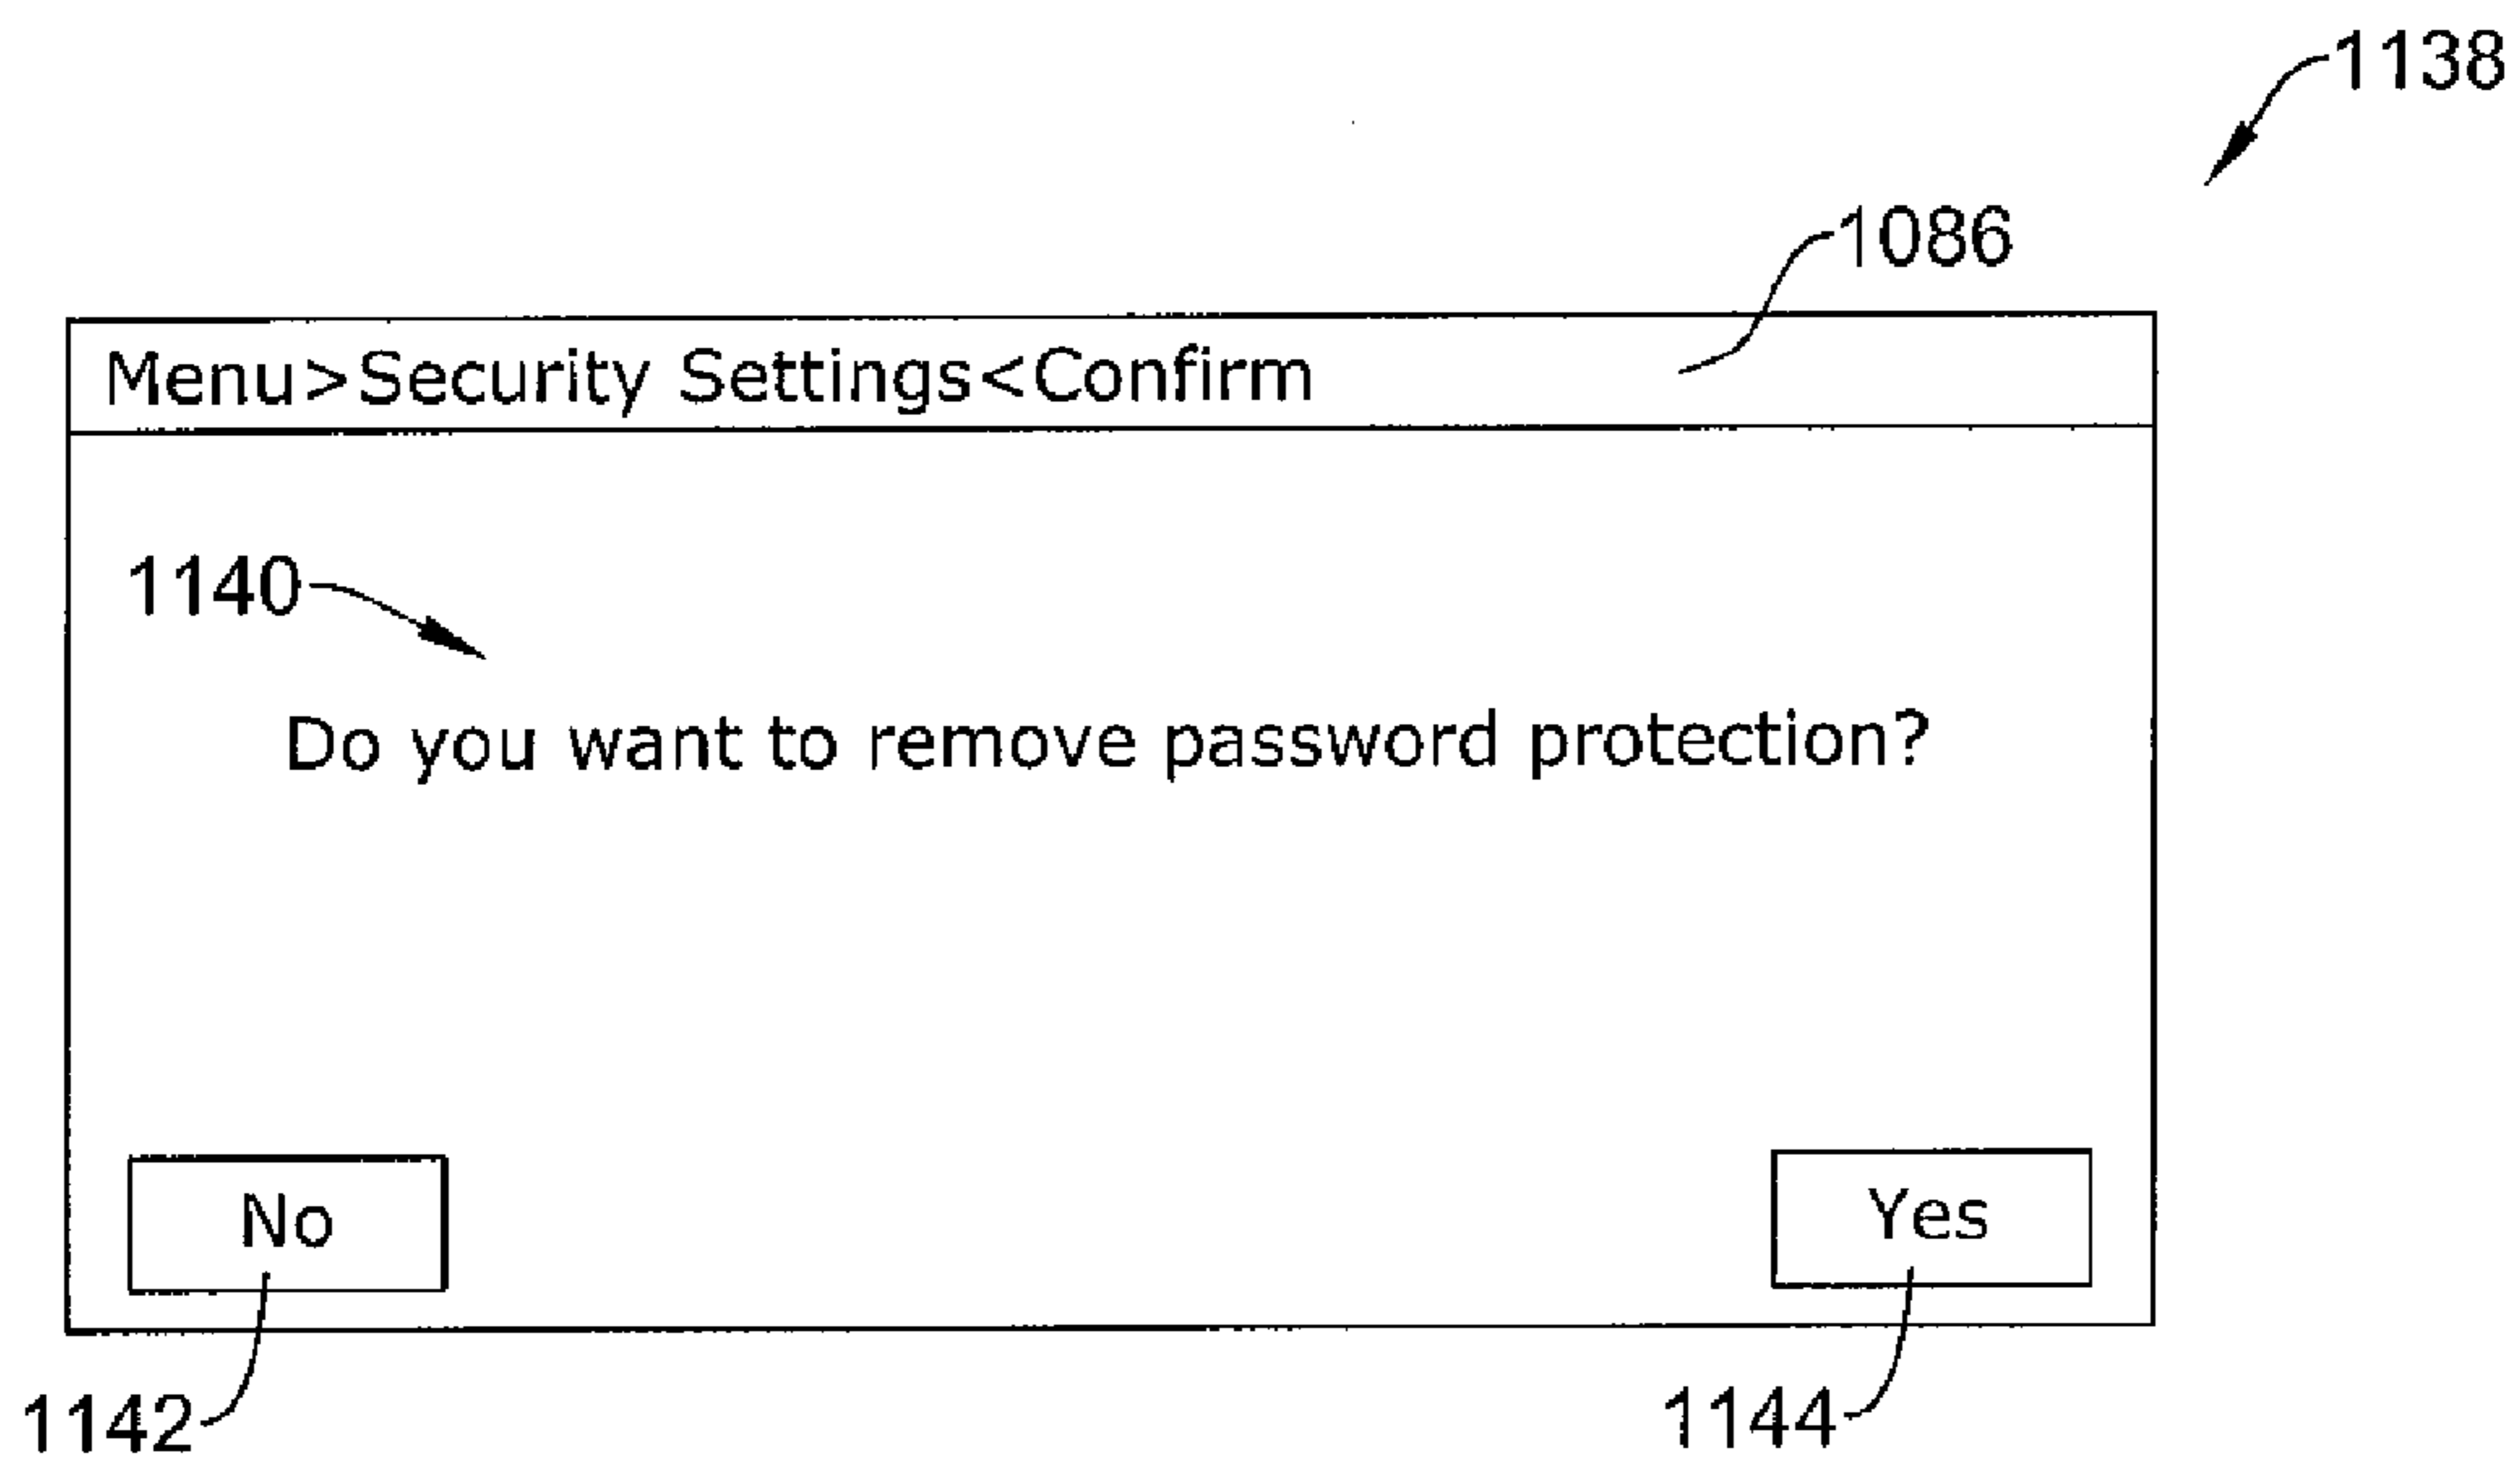 1138
1086
Menu>Security Settings<Confirm
1140
Do you want to remove password protection?
No
Yes
1142
1144